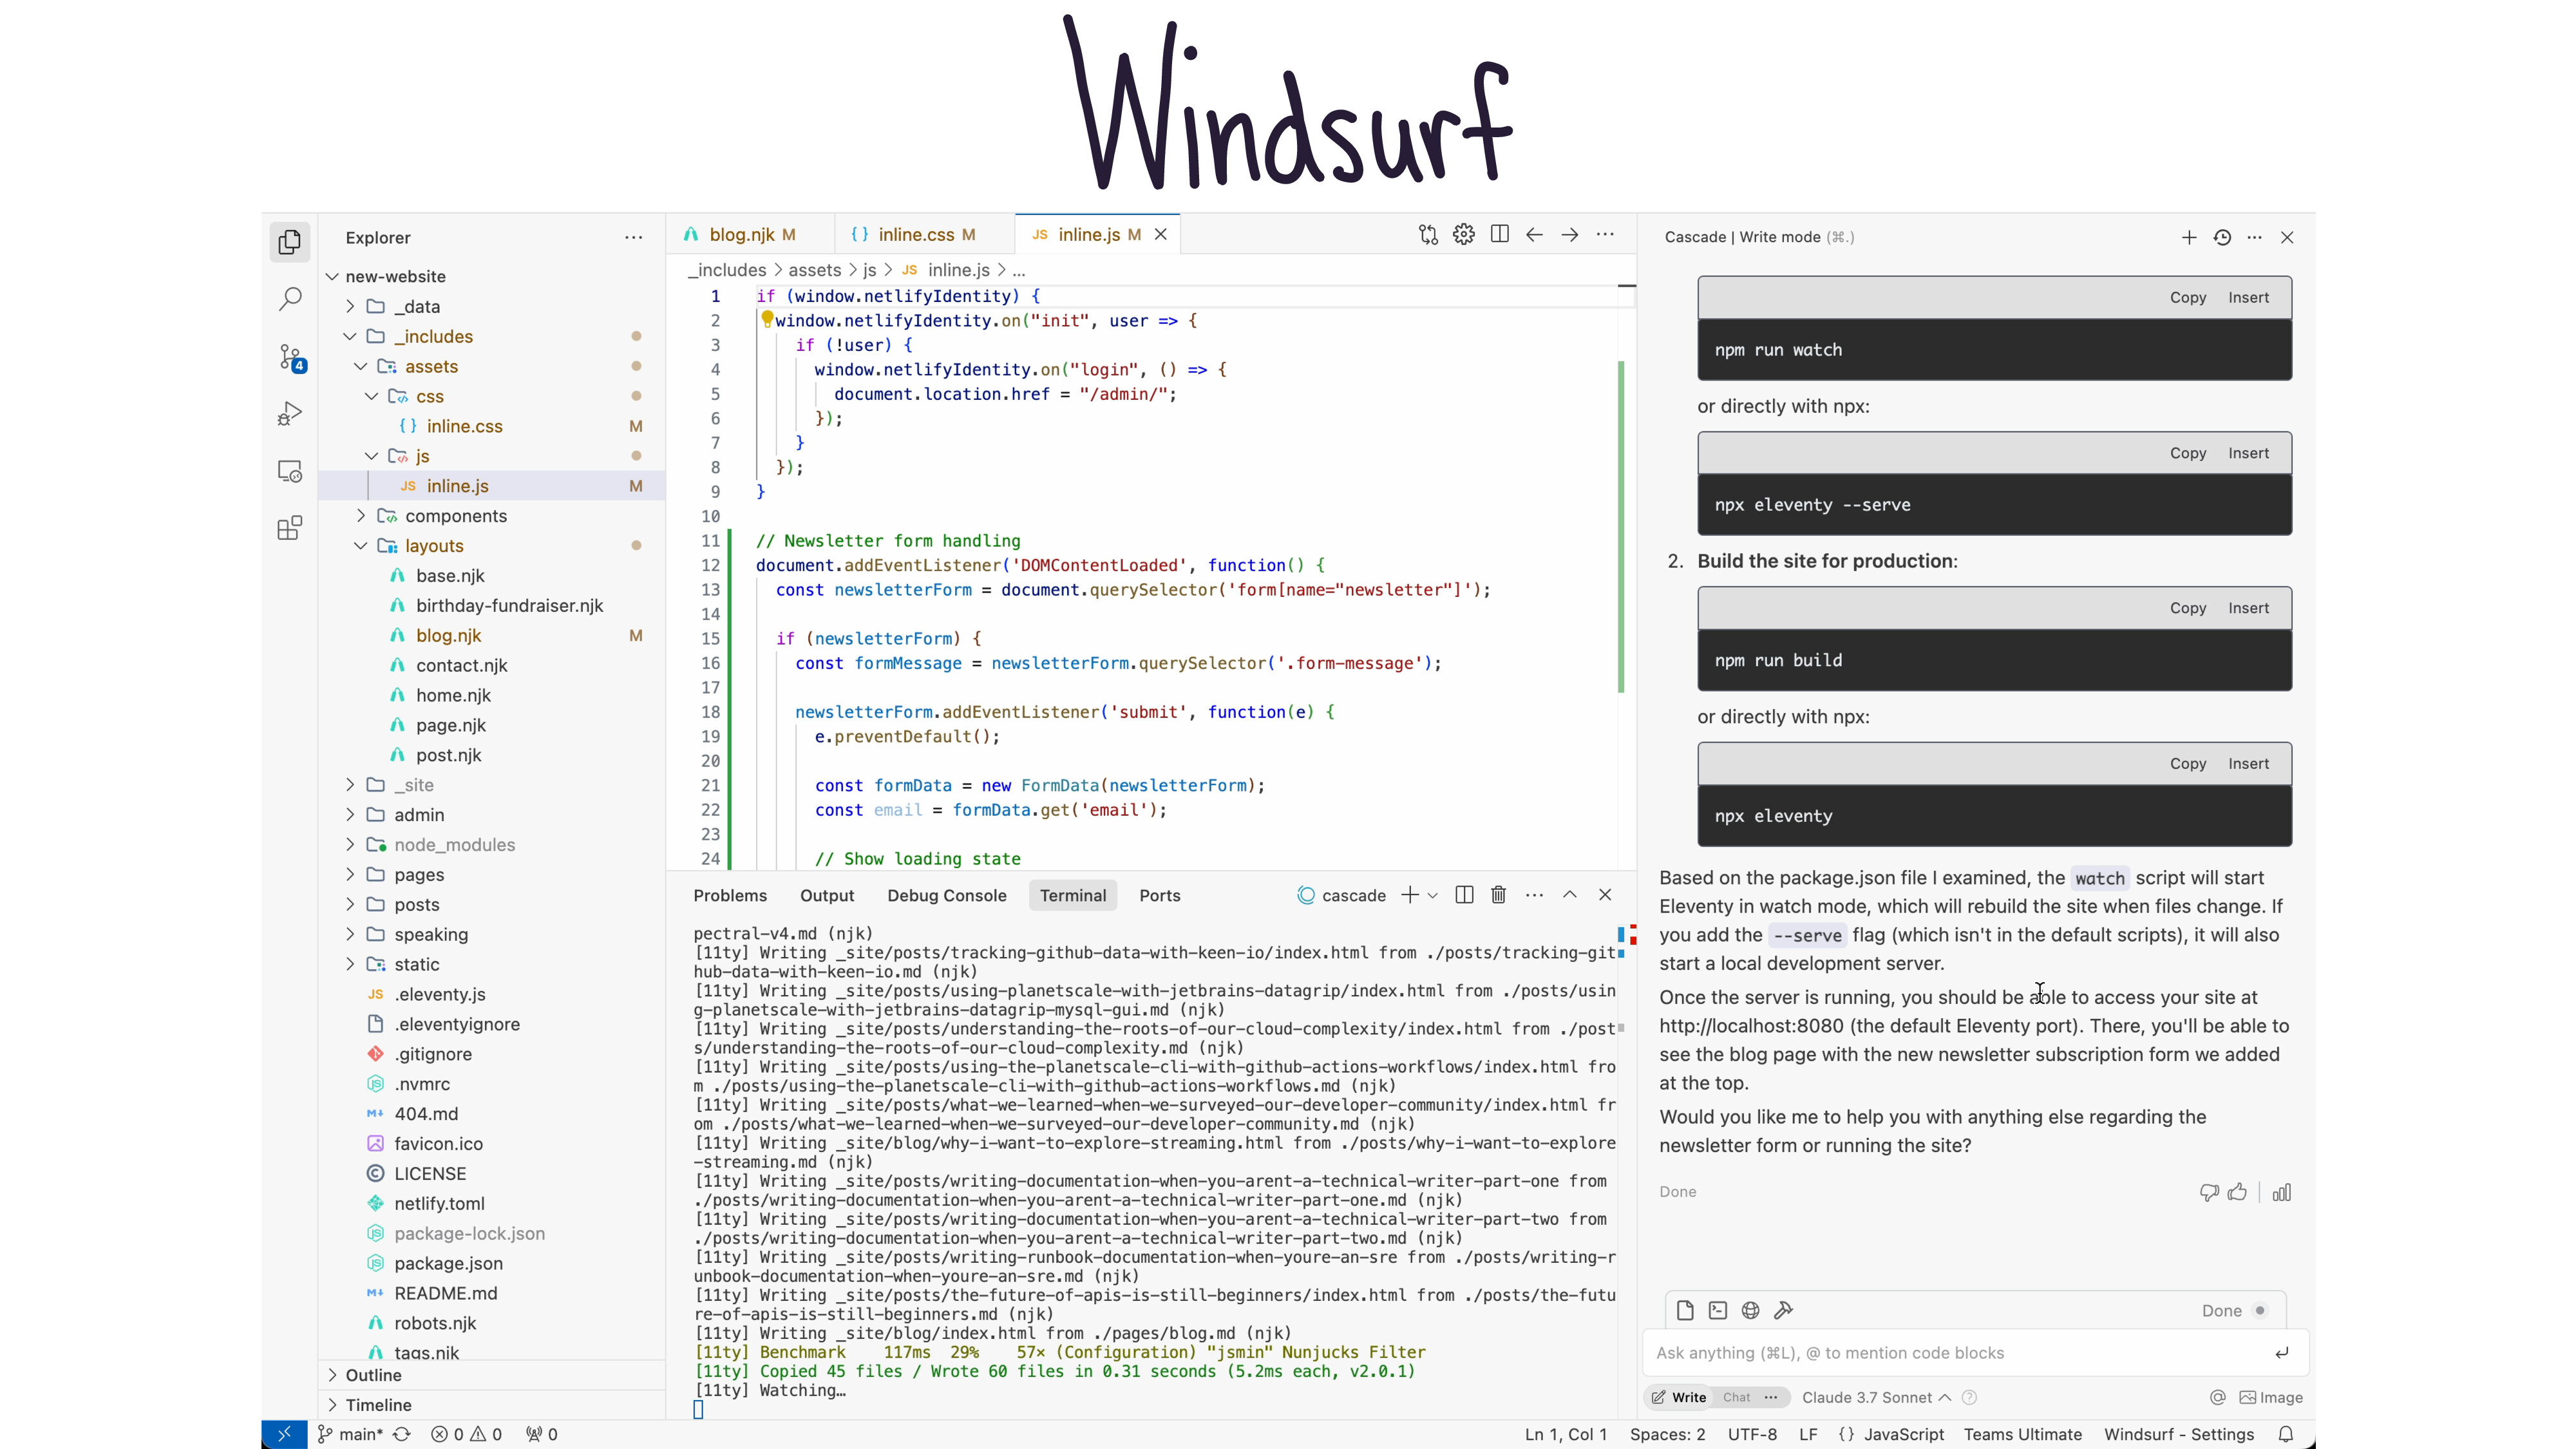 Windsurf
Explorer
new-website
_data
_includes
assets
css
{ } inline.css M
js
JS inline.js M
components
layouts
base.njk
birthday-fundraiser.njk
blog.njk M
contact.njk
home.njk
page.njk
post.njk
_site
admin
node_modules
pages
posts
speaking
static
JS .eleventy.js
.eleventyignore
.gitignore
.nvmrc
M↓ 404.md
favicon.ico
LICENSE
netlify.toml
package-lock.json
package.json
M↓ README.md
robots.njk
tags.njk
Outline
Timeline
4
blog.njk M
{ } inline.css M
JS inline.js M
_includes > assets > js > JS inline.js > ...
1 if (window.netlifyIdentity) {
2 window.netlifyIdentity.on("init", user => {
3 if (!user) {
4 window.netlifyIdentity.on("login", () => {
5 document.location.href = "/admin/";
6 });
7 }
8 });
9 }
10
11 // Newsletter form handling
12 document.addEventListener('DOMContentLoaded', function() {
13 const newsletterForm = document.querySelector('form[name="newsletter"]');
14
15 if (newsletterForm) {
16 const formMessage = newsletterForm.querySelector('.form-message');
17
18 newsletterForm.addEventListener('submit', function(e) {
19 e.preventDefault();
20
21 const formData = new FormData(newsletterForm);
22 const email = formData.get('email');
23
24 // Show loading state
Problems Output Debug Console Terminal Ports cascade
pectral-v4.md (njk)
[11ty] Writing _site/posts/tracking-github-data-with-keen-io/index.html from ./posts/tracking-git
hub-data-with-keen-io.md (njk)
[11ty] Writing _site/posts/using-planetscale-with-jetbrains-datagrip/index.html from ./posts/usin
g-planetscale-with-jetbrains-datagrip-mysql-gui.md (njk)
[11ty] Writing _site/posts/understanding-the-roots-of-our-cloud-complexity/index.html from ./post
s/understanding-the-roots-of-our-cloud-complexity.md (njk)
[11ty] Writing _site/posts/using-the-planetscale-cli-with-github-actions-workflows/index.html fro
m ./posts/using-the-planetscale-cli-with-github-actions-workflows.md (njk)
[11ty] Writing _site/posts/what-we-learned-when-we-surveyed-our-developer-community/index.html fr
om ./posts/what-we-learned-when-we-surveyed-our-developer-community.md (njk)
[11ty] Writing _site/blog/why-i-want-to-explore-streaming.html from ./posts/why-i-want-to-explore
-streaming.md (njk)
[11ty] Writing _site/posts/writing-documentation-when-you-arent-a-technical-writer-part-one from
./posts/writing-documentation-when-you-arent-a-technical-writer-part-one.md (njk)
[11ty] Writing _site/posts/writing-documentation-when-you-arent-a-technical-writer-part-two from
./posts/writing-documentation-when-you-arent-a-technical-writer-part-two.md (njk)
[11ty] Writing _site/posts/writing-runbook-documentation-when-youre-an-sre from ./posts/writing-r
unbook-documentation-when-youre-an-sre.md (njk)
[11ty] Writing _site/posts/the-future-of-apis-is-still-beginners/index.html from ./posts/the-futu
re-of-apis-is-still-beginners.md (njk)
[11ty] Writing _site/blog/index.html from ./pages/blog.md (njk)
[11ty] Benchmark 117ms 29% 57× (Configuration) "jsmin" Nunjucks Filter
[11ty] Copied 45 files / Wrote 60 files in 0.31 seconds (5.2ms each, v2.0.1)
[11ty] Watching…
Cascade | Write mode (⌘.)
Copy Insert
npm run watch
or directly with npx:
Copy Insert
npx eleventy --serve
2. Build the site for production:
Copy Insert
npm run build
or directly with npx:
Copy Insert
npx eleventy
Based on the package.json file I examined, the watch script will start
Eleventy in watch mode, which will rebuild the site when files change. If
you add the --serve flag (which isn't in the default scripts), it will also
start a local development server.
Once the server is running, you should be able to access your site at
http://localhost:8080 (the default Eleventy port). There, you'll be able to
see the blog page with the new newsletter subscription form we added
at the top.
Would you like me to help you with anything else regarding the
newsletter form or running the site?
Done
Done
Ask anything (⌘L), @ to mention code blocks
Write Chat ... Claude 3.7 Sonnet @ Image
main* 0 0 0
Ln 1, Col 1 Spaces: 2 UTF-8 LF { } JavaScript Teams Ultimate Windsurf - Settings